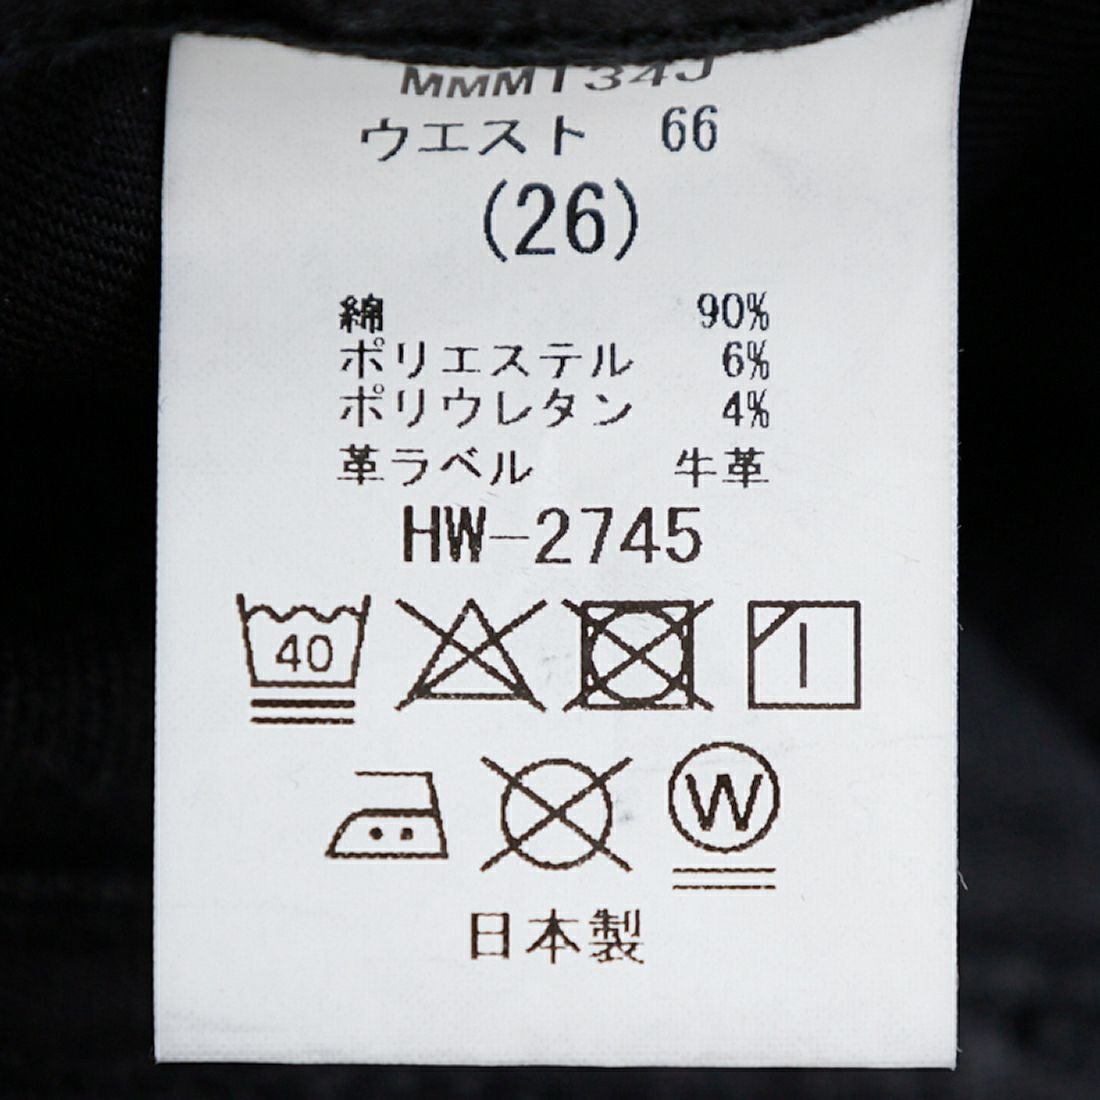 MMMT34J
ウエスト 66
(26)
綿 90%
ポリエステル 6%
ポリウレタン 4%
革ラベル 牛革
HW-2745
40
W
日本製